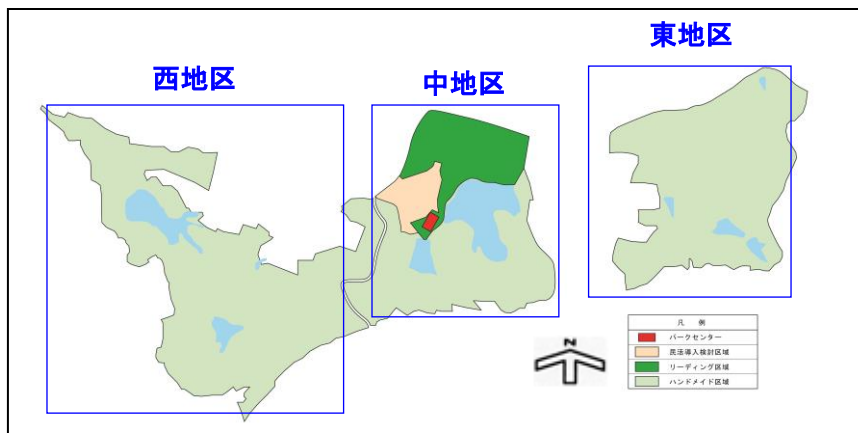 東地区
西地区
中地区
凡 例
パークセンター
民活導入検討区域
リーディング区域
ハンドメイド区域
N